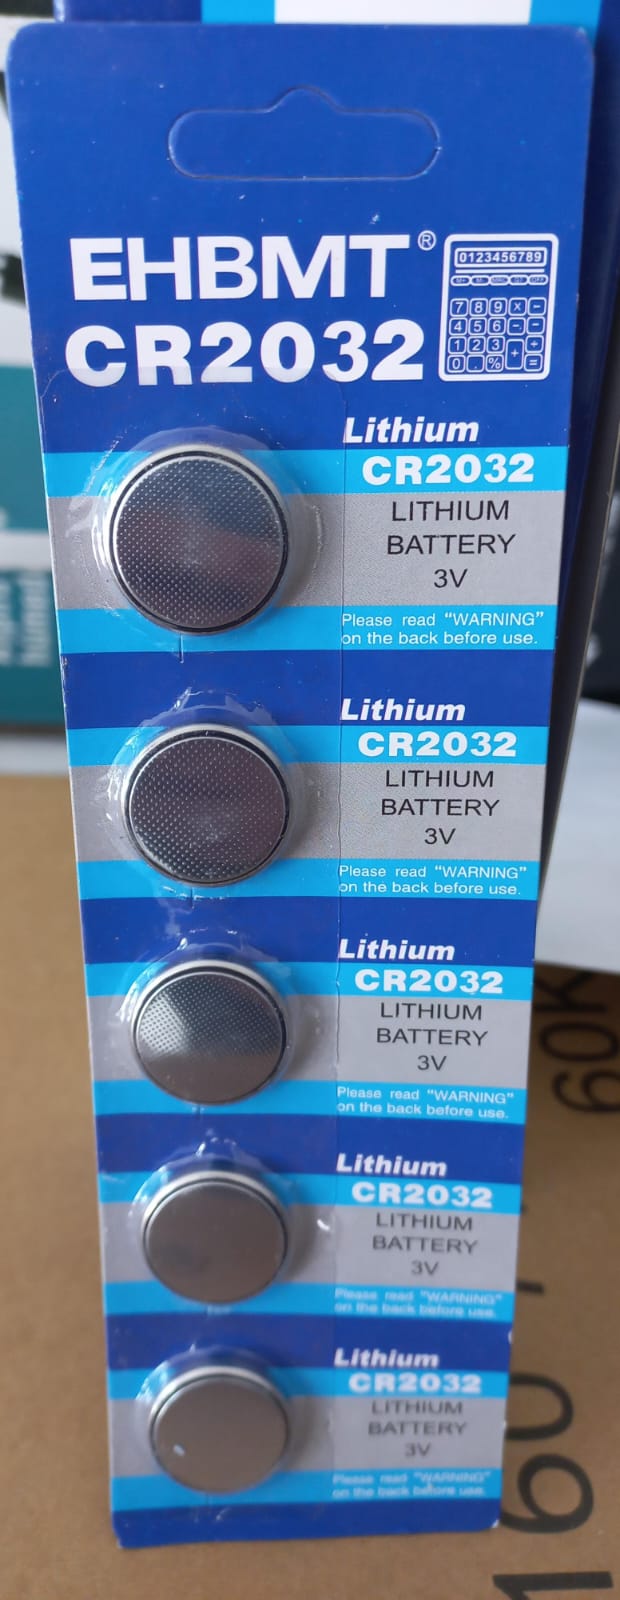 EHBMT®
CR2032
0123456789
7 8 9 × -
4 5 6
1 2 3 +
0 . % + =
Lithium
CR2032
LITHIUM
BATTERY
3V
Please read “WARNING”
on the back before use.
Lithium
CR2032
LITHIUM
BATTERY
3V
Please read “WARNING”
on the back before use.
Lithium
CR2032
LITHIUM
BATTERY
3V
Please read “WARNING”
on the back before use.
Lithium
CR2032
LITHIUM
BATTERY
3V
Please read “WARNING”
on the back before use.
Lithium
CR2032
LITHIUM
BATTERY
3V
Please read “WARNING”
on the back before use.
60K
160